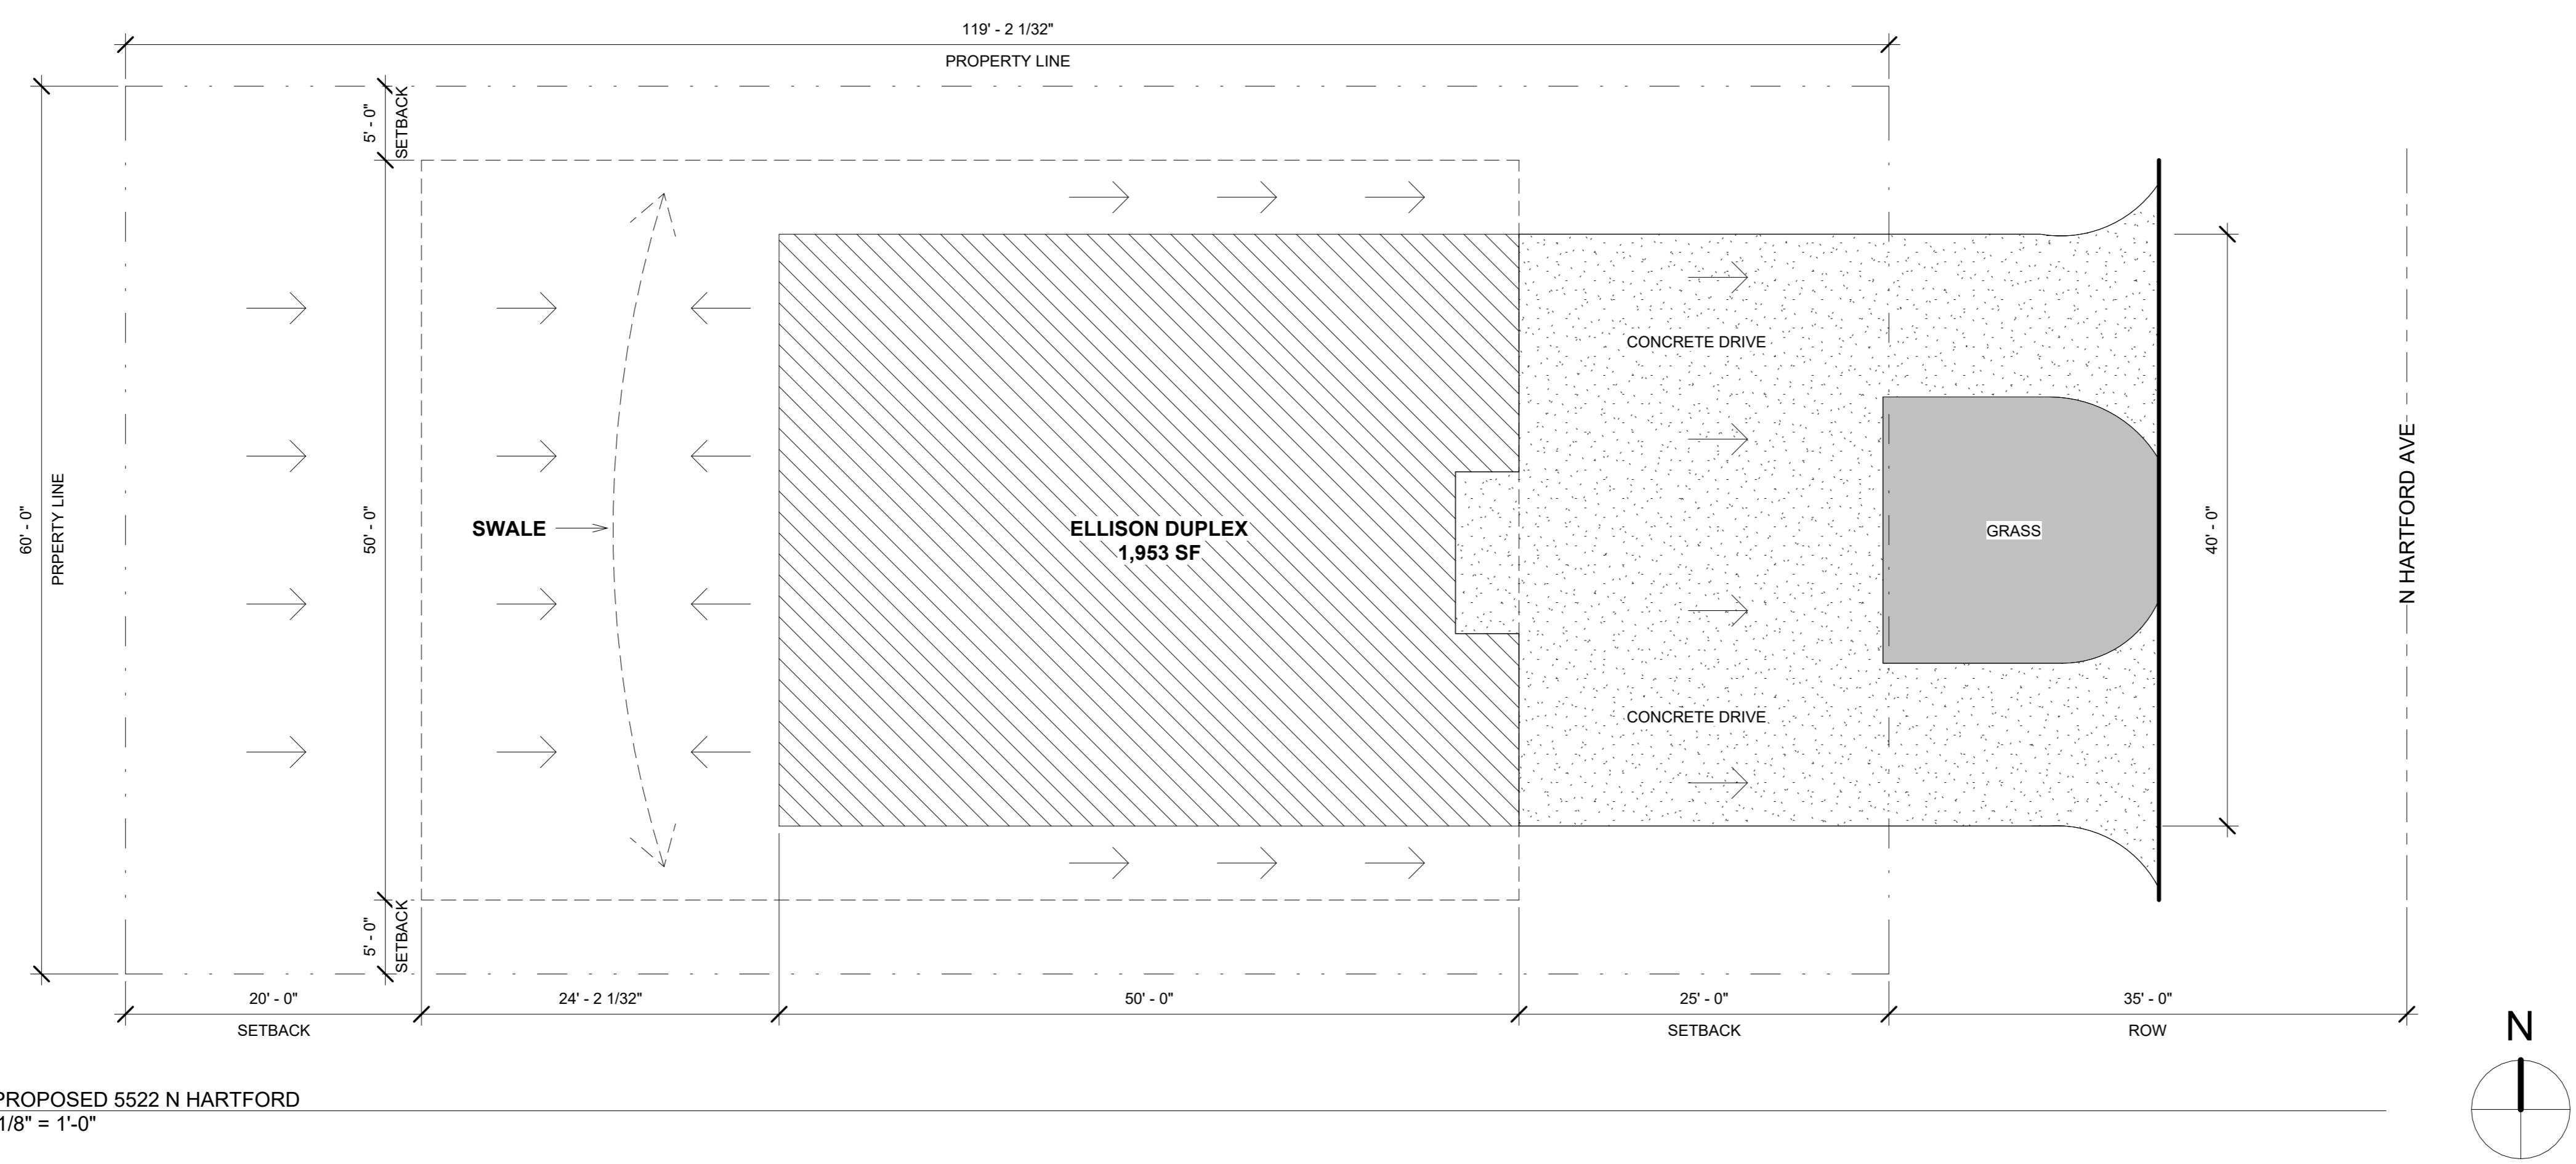 119' - 2 1/32"
PROPERTY LINE
5' - 0"
SETBACK
60' - 0"
PRPERTY LINE
50' - 0"
SWALE
ELLISON DUPLEX
1,953 SF
CONCRETE DRIVE
GRASS
CONCRETE DRIVE
40' - 0"
N HARTFORD AVE
5' - 0"
SETBACK
20' - 0"
SETBACK
24' - 2 1/32"
50' - 0"
25' - 0"
SETBACK
35' - 0"
ROW
N
PROPOSED 5522 N HARTFORD
1/8" = 1'-0"